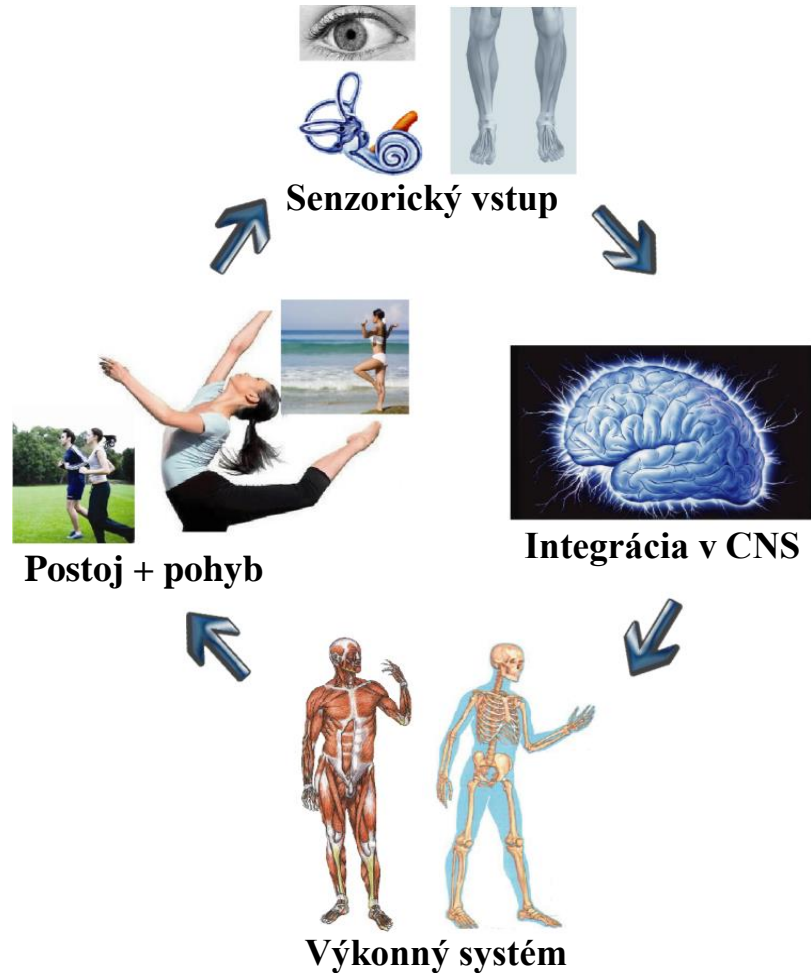 Senzorický vstup
Integrácia v CNS
Postoj + pohyb
Výkonný systém